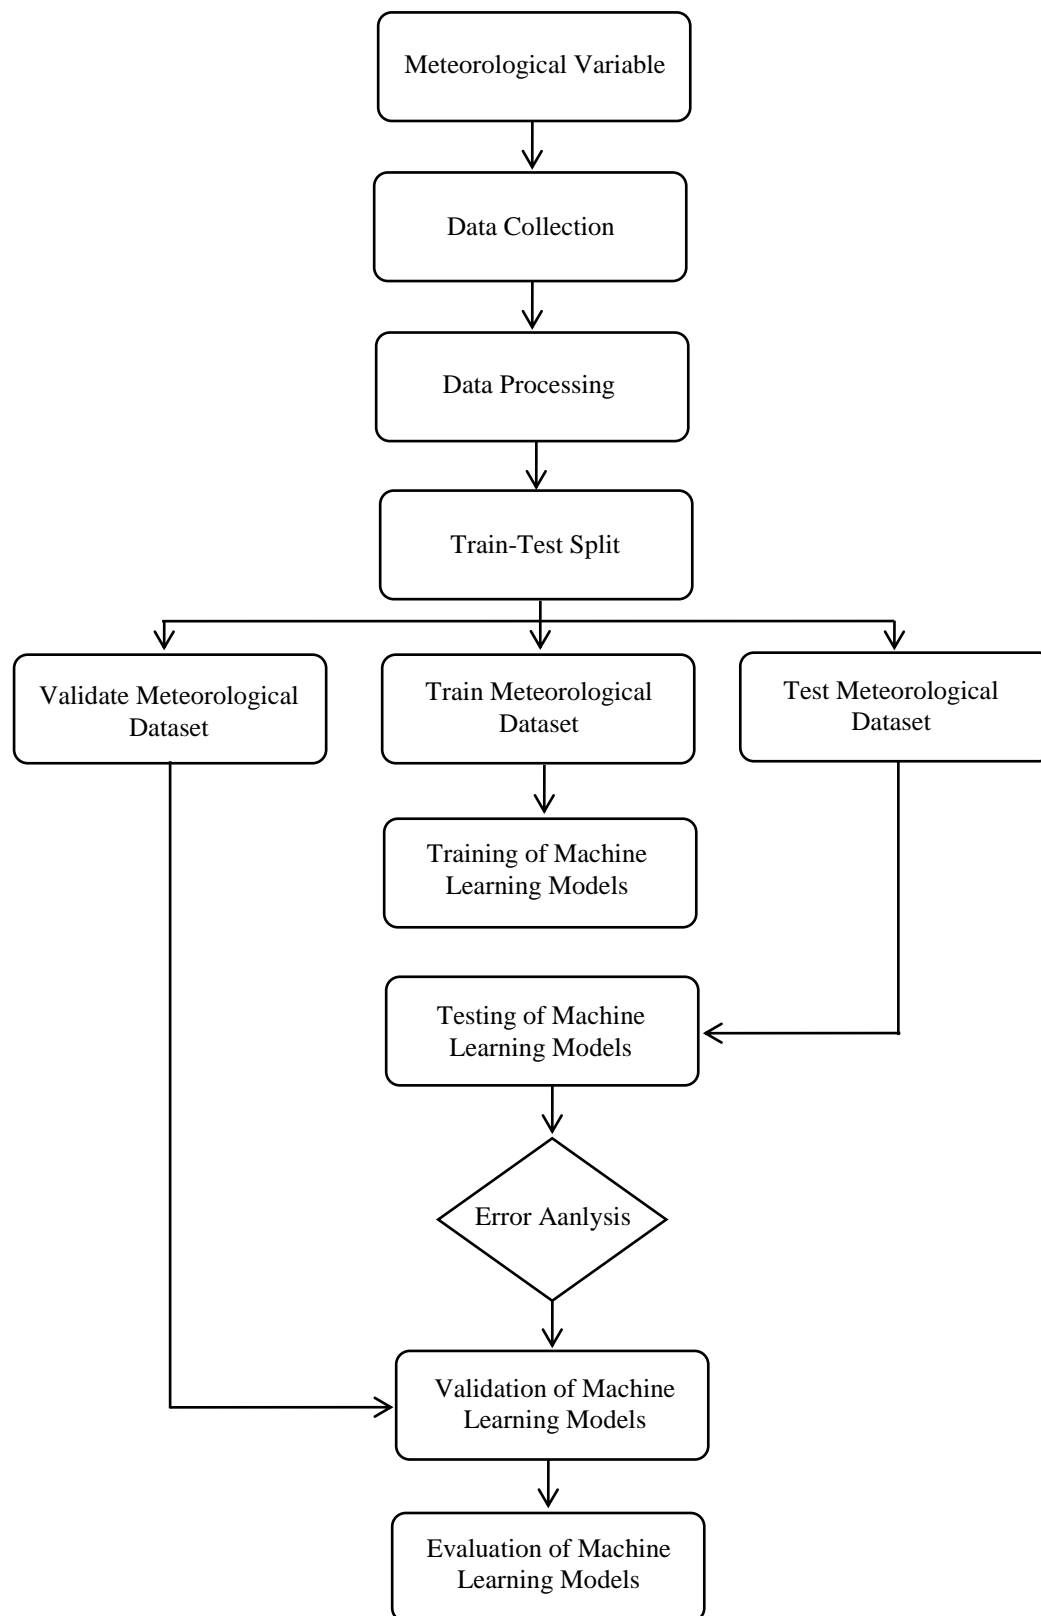 Meteorological Variable
Data Collection
Data Processing
Train-Test Split
Validate Meteorological
Dataset
Train Meteorological
Dataset
Test Meteorological
Dataset
Training of Machine
Learning Models
Testing of Machine
Learning Models
Error Aanlysis
Validation of Machine
Learning Models
Evaluation of Machine
Learning Models